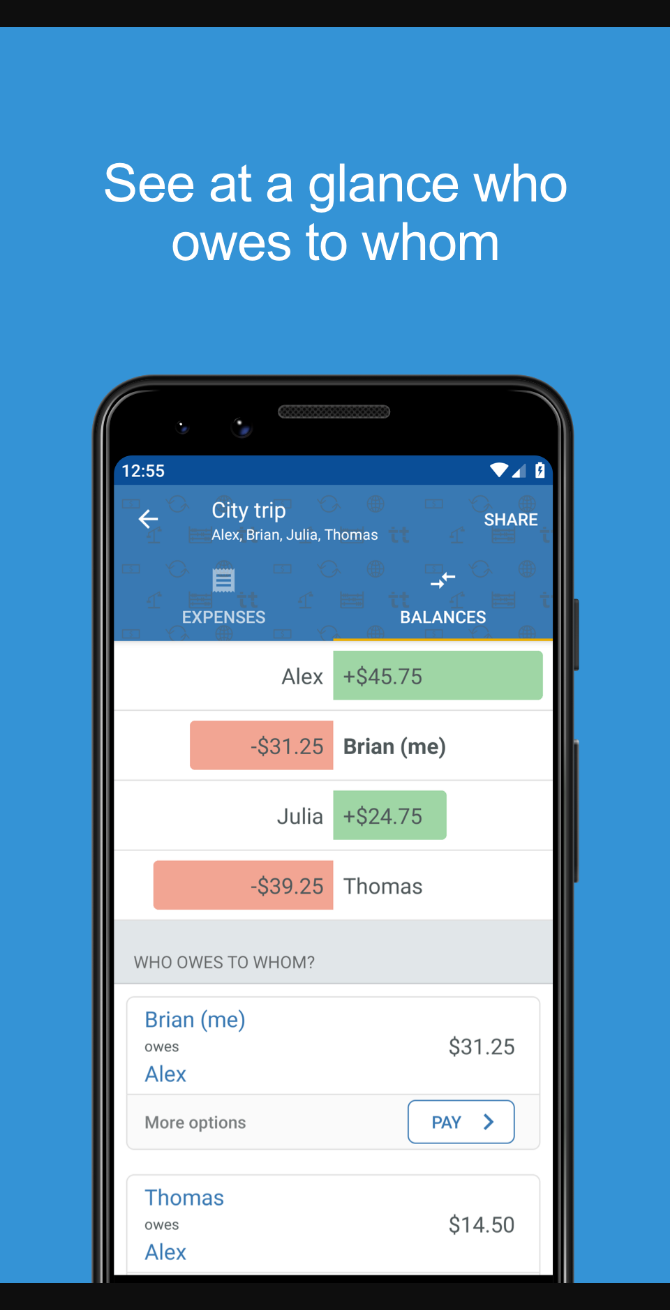 See at a glance who
owes to whom
12:55
City trip
SHARE
Alex, Brian, Julia, Thomas
EXPENSES
BALANCES
Alex +$45.75
-$31.25 Brian (me)
Julia +$24.75
-$39.25 Thomas
WHO OWES TO WHOM?
Brian (me)
owes
$31.25
Alex
More options
PAY
Thomas
owes
$14.50
Alex